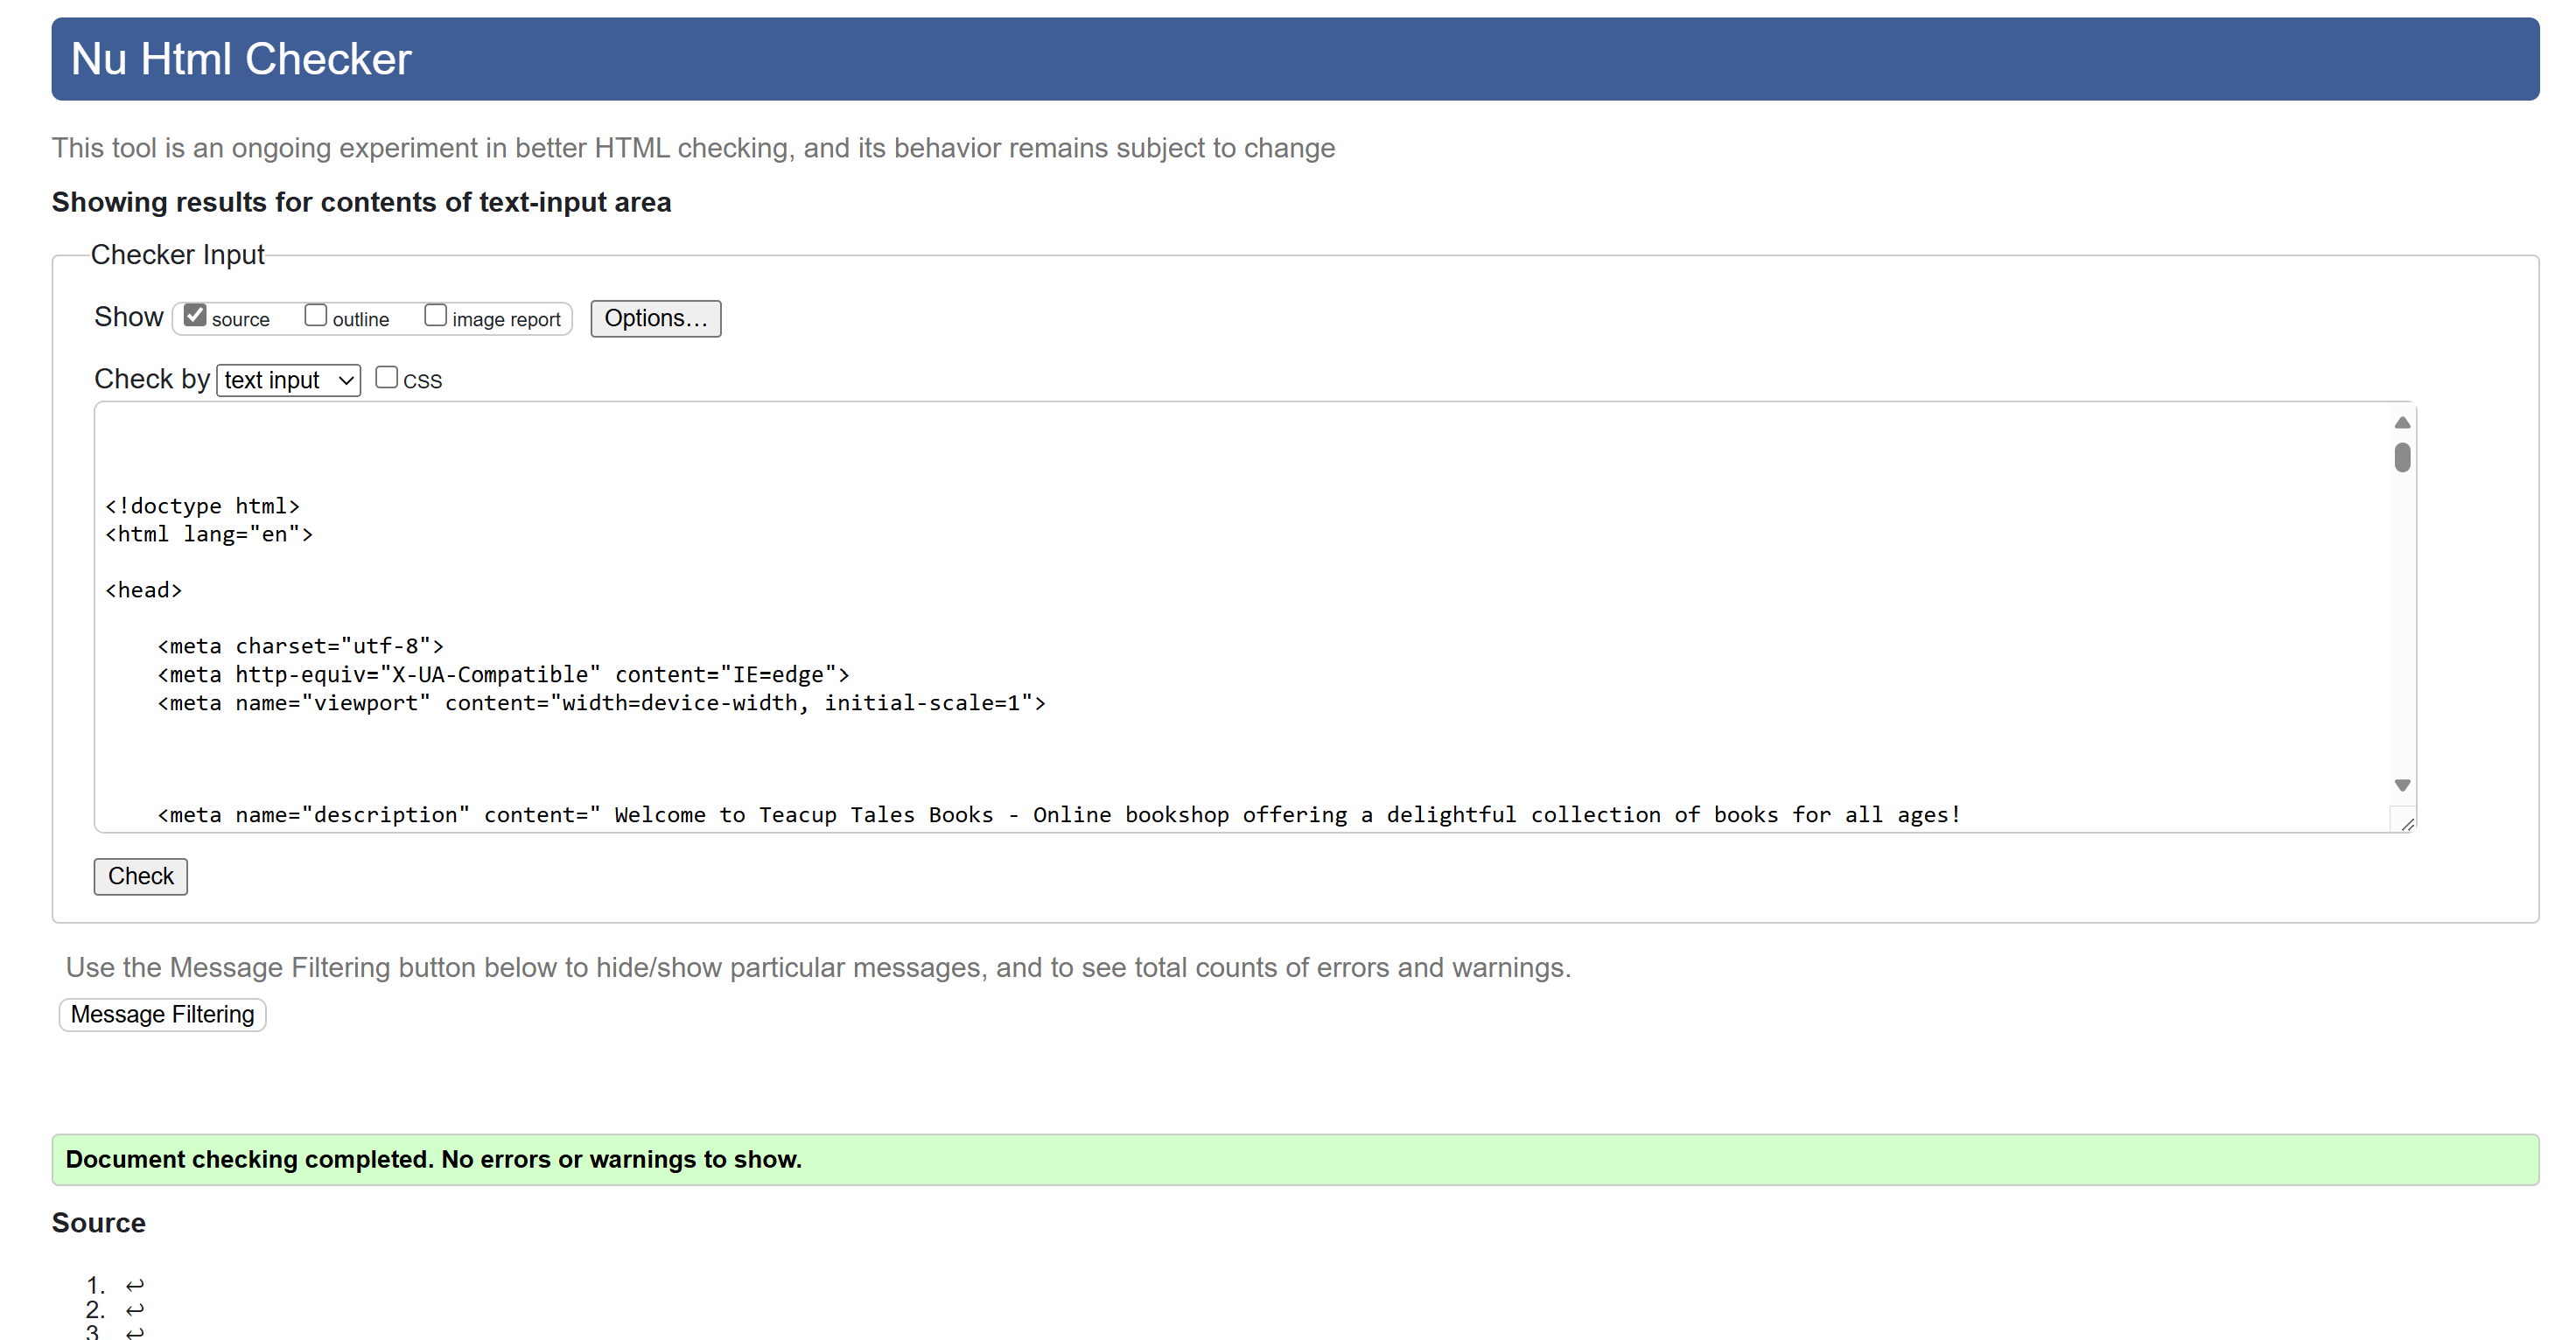 Nu Html Checker
This tool is an ongoing experiment in better HTML checking, and its behavior remains subject to change
Showing results for contents of text-input area
Checker Input
Show source outline image report Options...
Check by text input CSS
<!doctype html>
<html lang="en">
<head>
<meta charset="utf-8">
<meta http-equiv="X-UA-Compatible" content="IE=edge">
<meta name="viewport" content="width=device-width, initial-scale=1">
<meta name="description" content=" Welcome to Teacup Tales Books - Online bookshop offering a delightful collection of books for all ages!
Check
Use the Message Filtering button below to hide/show particular messages, and to see total counts of errors and warnings.
Message Filtering
Document checking completed. No errors or warnings to show.
Source
1. ↩
2. ↩
3. ↩